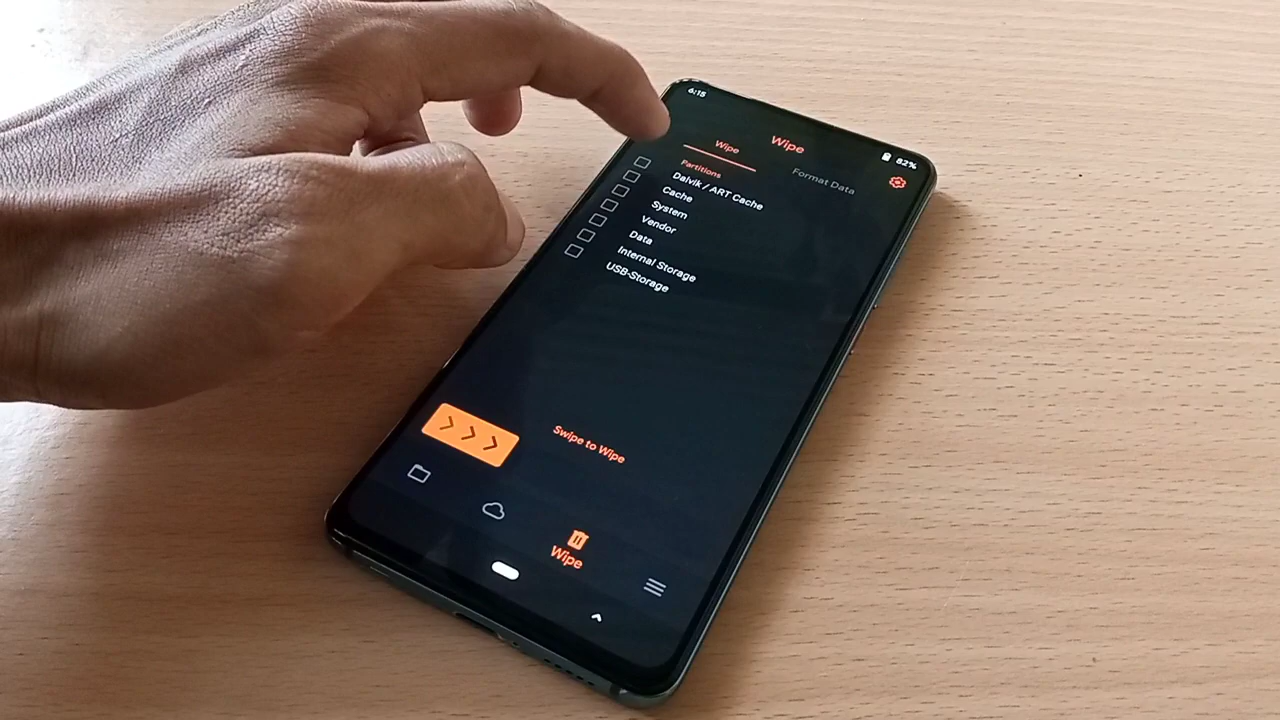 6:15
82%
Wipe
Wipe
Format Data
Partitions
Dalvik / ART Cache
Cache
System
Vendor
Data
Internal Storage
USB-Storage
Swipe to Wipe
Wipe